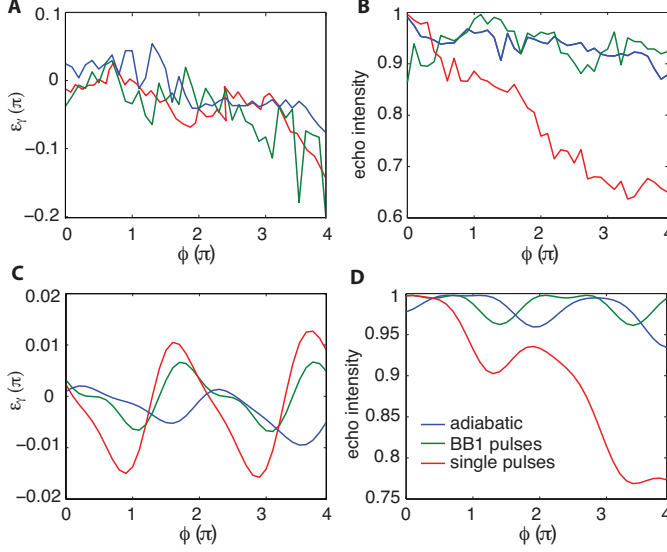 A
0.1
0
−0.1
−0.2
εγ (π)
0 1 2 3 4
ϕ (π)
B
1
0.9
0.8
0.7
0.6
echo intensity
0 1 2 3 4
ϕ (π)
C
0.02
0.01
0
−0.01
−0.02
εγ (π)
0 1 2 3 4
ϕ (π)
D
1
0.95
0.9
0.85
0.8
0.75
echo intensity
adiabatic
BB1 pulses
single pulses
0 1 2 3 4
ϕ (π)